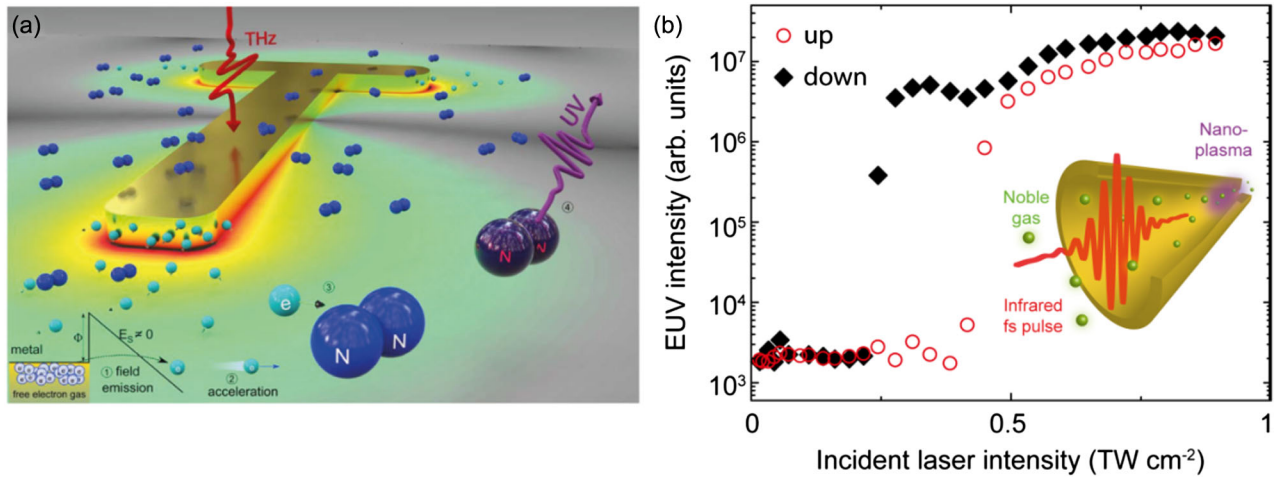 (a)
THz
UV
④
N
N
③
e
N
N
Φ
Eₛ ≠ 0
metal
① field
emission
②
acceleration
e
free electron gas
(b)
EUV intensity (arb. units)
10⁷
10⁶
10⁵
10⁴
10³
up
down
Nano-
plasma
Noble
gas
Infrared
fs pulse
0
0.5
1
Incident laser intensity (TW cm⁻²)